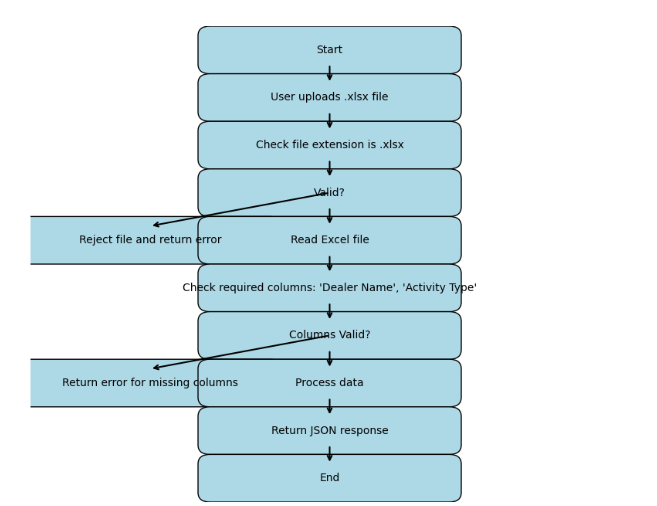 Start
User uploads .xlsx file
Check file extension is .xlsx
Valid?
Reject file and return error
Read Excel file
Check required columns: 'Dealer Name', 'Activity Type'
Columns Valid?
Return error for missing columns
Process data
Return JSON response
End